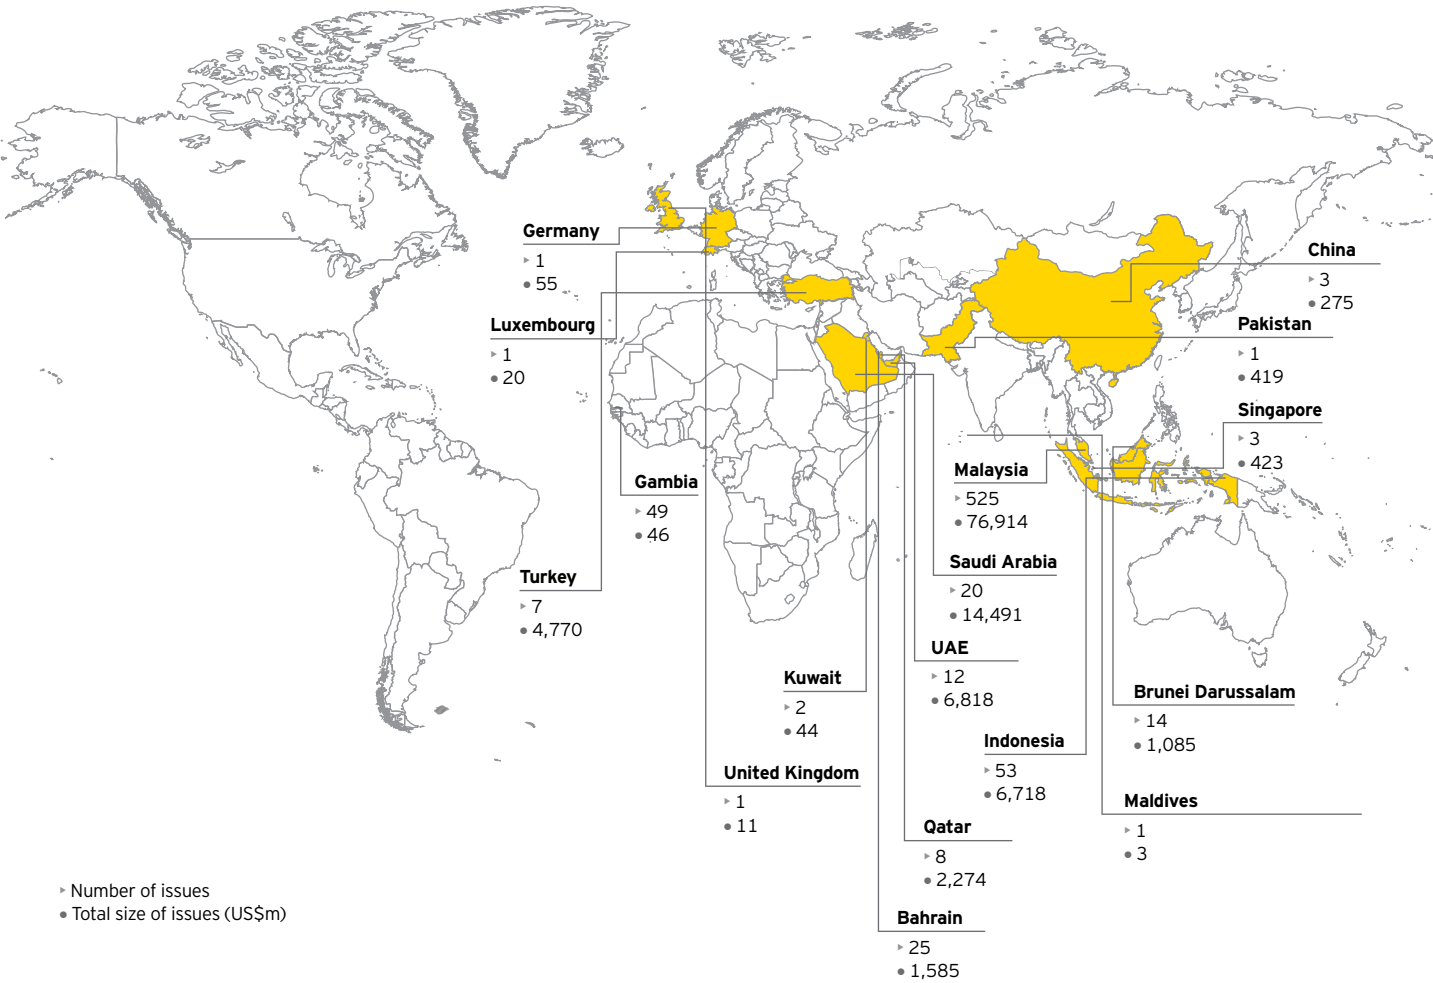 Germany
1
55
Luxembourg
1
20
Gambia
49
46
Turkey
7
4,770
Kuwait
2
44
United Kingdom
1
11
China
3
275
Pakistan
1
419
Singapore
3
423
Malaysia
525
76,914
Saudi Arabia
20
14,491
UAE
12
6,818
Indonesia
53
6,718
Brunei Darussalam
14
1,085
Maldives
1
3
Qatar
8
2,274
Bahrain
25
1,585
Number of issues
Total size of issues (US$m)